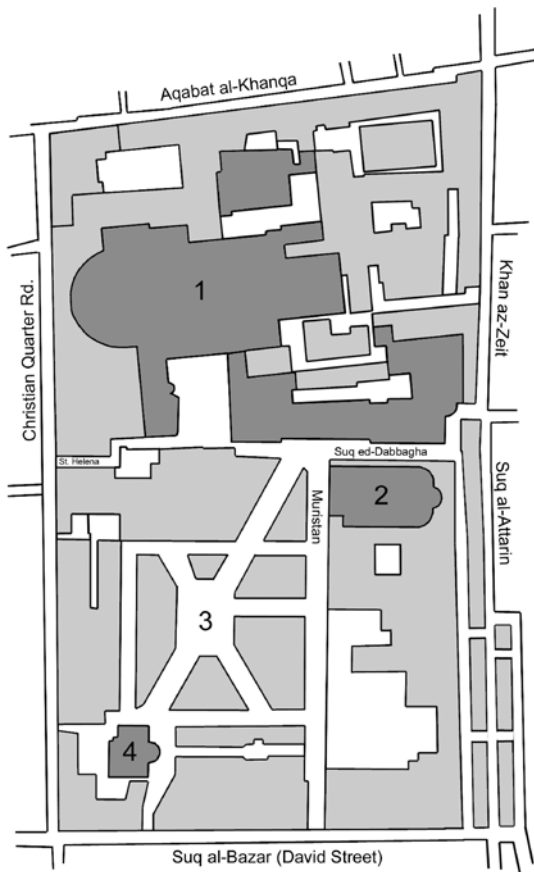 Aqabat al-Khanqa
1
Christian Quarter Rd.
Khan az-Zeit
St. Helena
Suq ed-Dabbagha
2
Muristan
Suq al-Attarin
3
4
Suq al-Bazar (David Street)